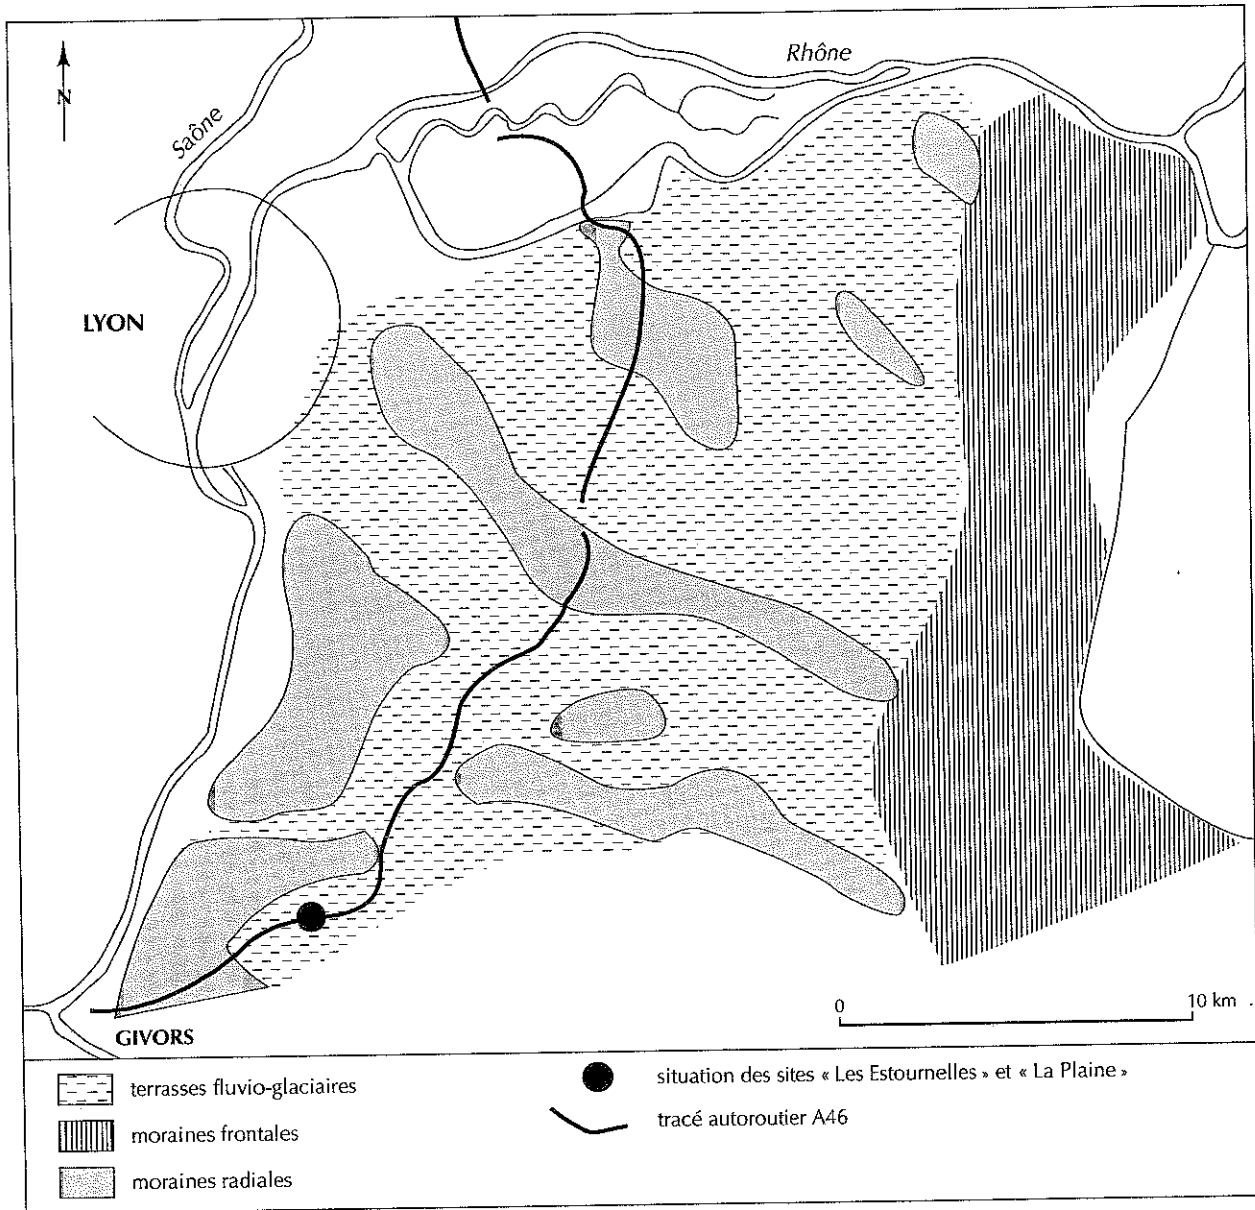 Rhône
N
Saône
LYON
0 10 km
GIVORS
terrasses fluvio-glaciaires
moraines frontales
moraines radiales
situation des sites « Les Estournelles » et « La Plaine »
tracé autoroutier A46